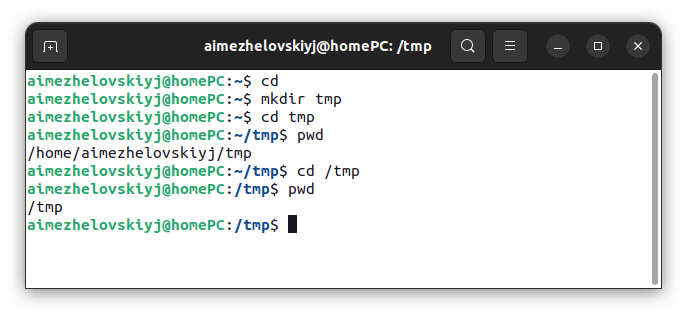 aimezhelovskiyj@homePC: /tmp
aimezhelovskiyj@homePC:~$ cd
aimezhelovskiyj@homePC:~$ mkdir tmp
aimezhelovskiyj@homePC:~$ cd tmp
aimezhelovskiyj@homePC:~/tmp$ pwd
/home/aimezhelovskiyj/tmp
aimezhelovskiyj@homePC:~/tmp$ cd /tmp
aimezhelovskiyj@homePC:/tmp$ pwd
/tmp
aimezhelovskiyj@homePC:/tmp$